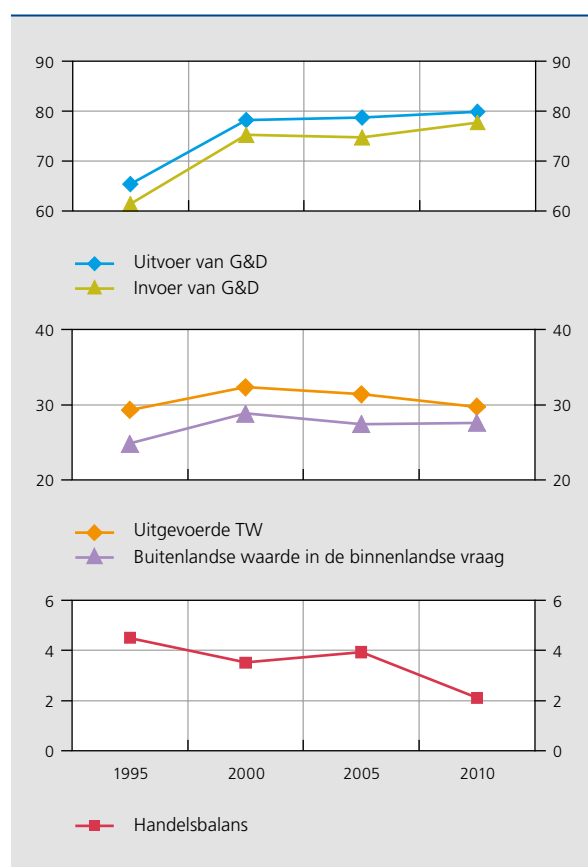 90 90
80 80
70 70
60 60
Uitvoer van G&D
Invoer van G&D
40 40
30 30
20 20
Uitgevoerde TW
Buitenlandse waarde in de binnenlandse vraag
6 6
4 4
2 2
0 0
1995 2000 2005 2010
Handelsbalans